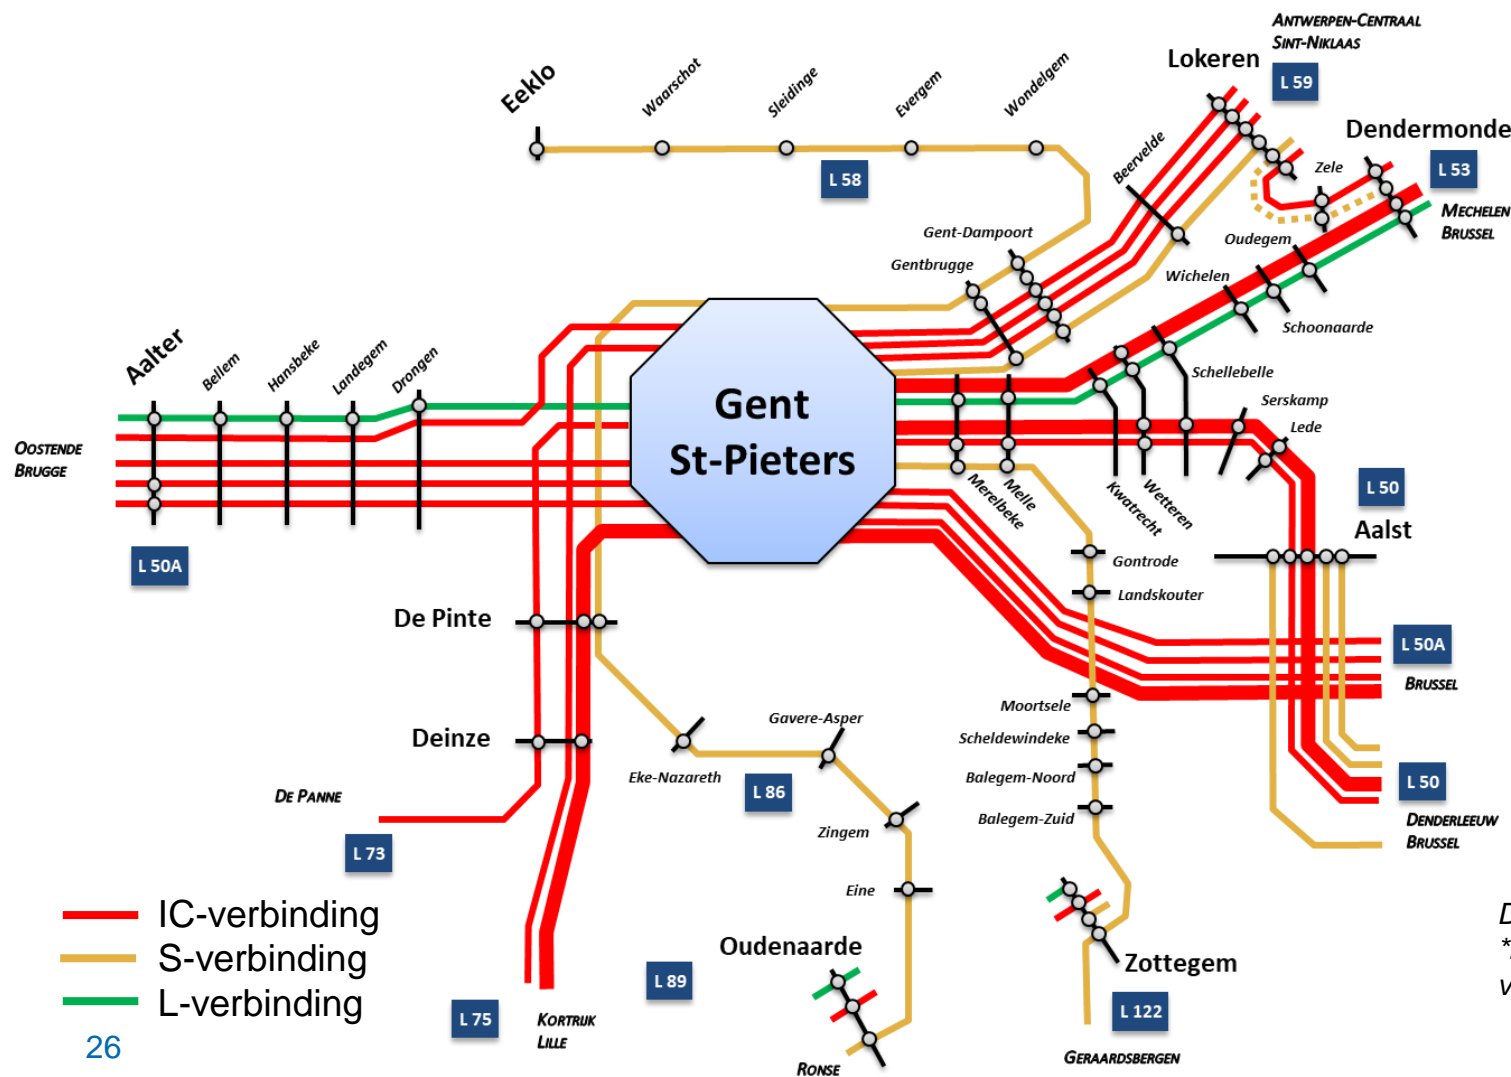 ANTWERPEN-CENTRAAL
SINT-NIKLAAS
Lokeren
L 59
Eeklo
Waarschot
Sleidinge
Evergem
Wondelgem
L 58
Beervelde
Dendermonde
L 53
Zele
MECHELEN
BRUSSEL
Gent-Dampoort
Gentbrugge
Oudegem
Wichelen
Schoonaarde
Schellebelle
Serskamp
Lede
Aalter
Bellem
Hansbeke
Landegem
Drongen
OOSTENDE
BRUGGE
L 50A
Gent
St-Pieters
Merelbeke
Melle
Kwatrecht
Wetteren
L 50
Aalst
Gontrode
Landskouter
De Pinte
L 50A
BRUSSEL
Moortsele
Scheldewindeke
Balegem-Noord
Balegem-Zuid
Deinze
Gavere-Asper
Eke-Nazareth
L 86
Zingem
Eine
DE PANNE
L 73
L 50
DENDERLEEUW
BRUSSEL
IC-verbinding
S-verbinding
L-verbinding
26
Oudenaarde
L 89
L 75
KORTRIJK
LILLE
RONSE
Zottegem
L 122
GERAARDSBERGEN